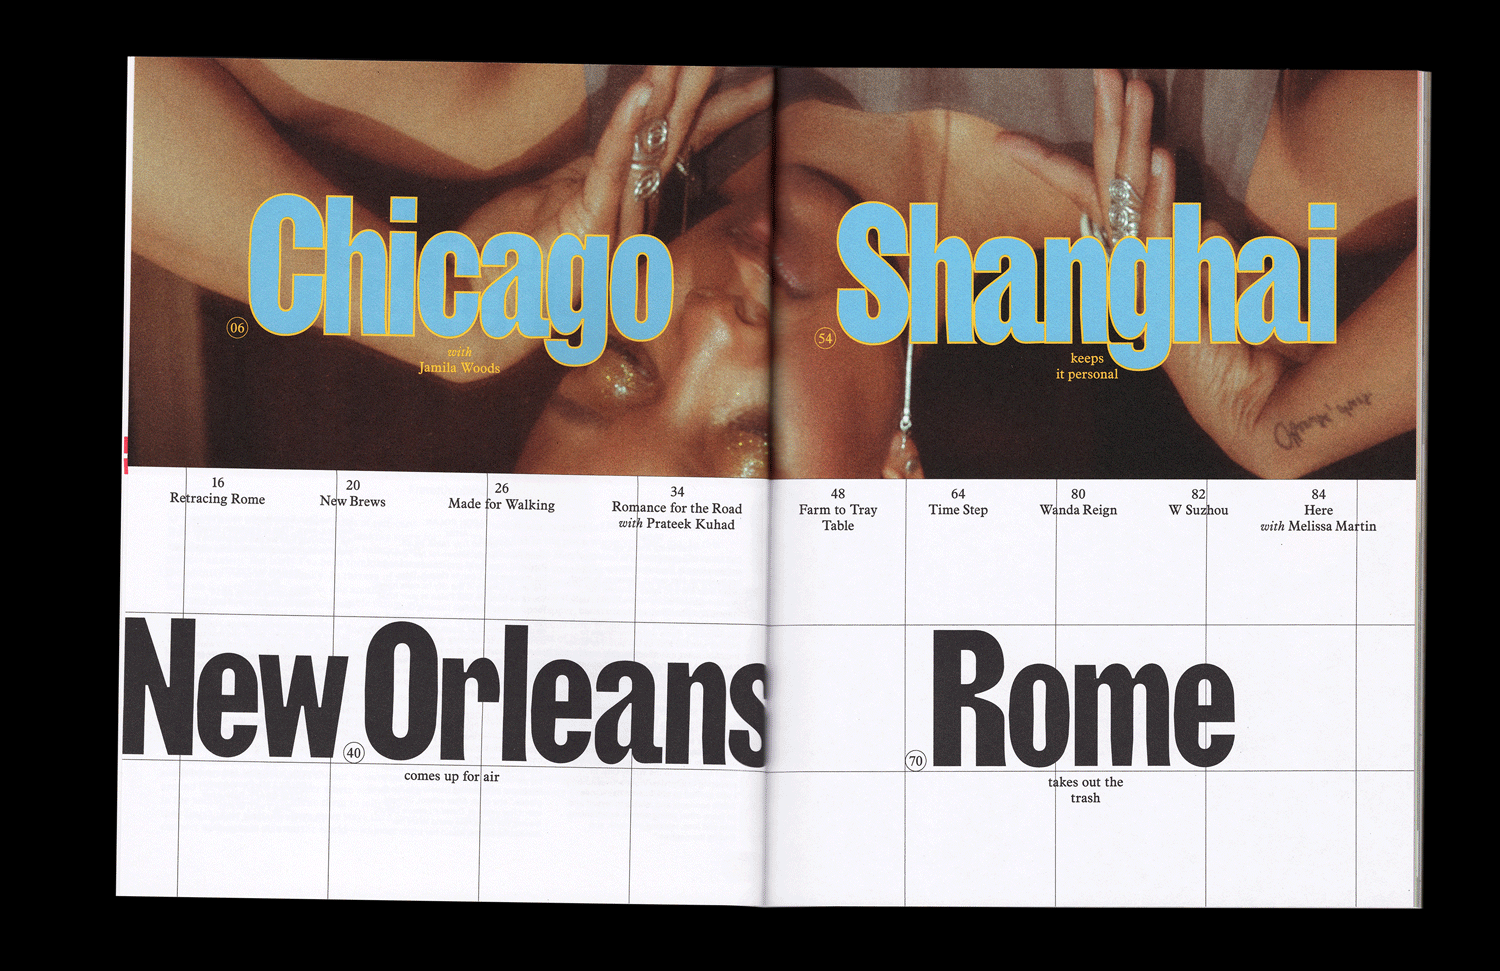 Chicago
06
with
Jamila Woods
Shanghai
54
keeps
it personal
16
Retracing Rome
20
New Brews
26
Made for Walking
34
Romance for the Road
with Prateek Kuhad
48
Farm to Tray
Table
64
Time Step
80
Wanda Reign
82
W Suzhou
84
Here
with Melissa Martin
New Orleans
40
comes up for air
Rome
70
takes out the
trash